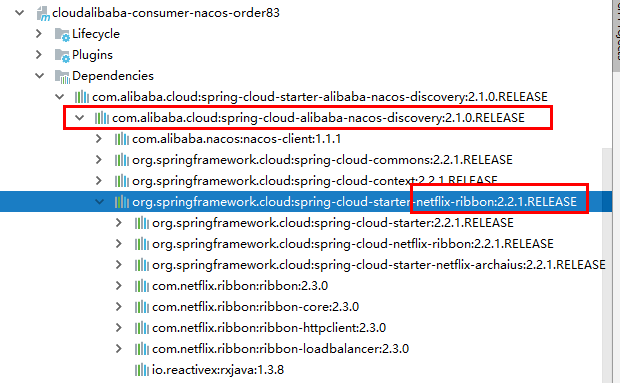 cloudalibaba-consumer-nacos-order83
Lifecycle
Plugins
Dependencies
com.alibaba.cloud:spring-cloud-starter-alibaba-nacos-discovery:2.1.0.RELEASE
com.alibaba.cloud:spring-cloud-alibaba-nacos-discovery:2.1.0.RELEASE
com.alibaba.nacos:nacos-client:1.1.1
org.springframework.cloud:spring-cloud-commons:2.2.1.RELEASE
org.springframework.cloud:spring-cloud-context:2.2.1.RELEASE
org.springframework.cloud:spring-cloud-starter-netflix-ribbon:2.2.1.RELEASE
org.springframework.cloud:spring-cloud-starter:2.2.1.RELEASE
org.springframework.cloud:spring-cloud-netflix-ribbon:2.2.1.RELEASE
org.springframework.cloud:spring-cloud-starter-netflix-archaius:2.2.1.RELEASE
com.netflix.ribbon:ribbon:2.3.0
com.netflix.ribbon:ribbon-core:2.3.0
com.netflix.ribbon:ribbon-httpclient:2.3.0
com.netflix.ribbon:ribbon-loadbalancer:2.3.0
io.reactivex:rxjava:1.3.8